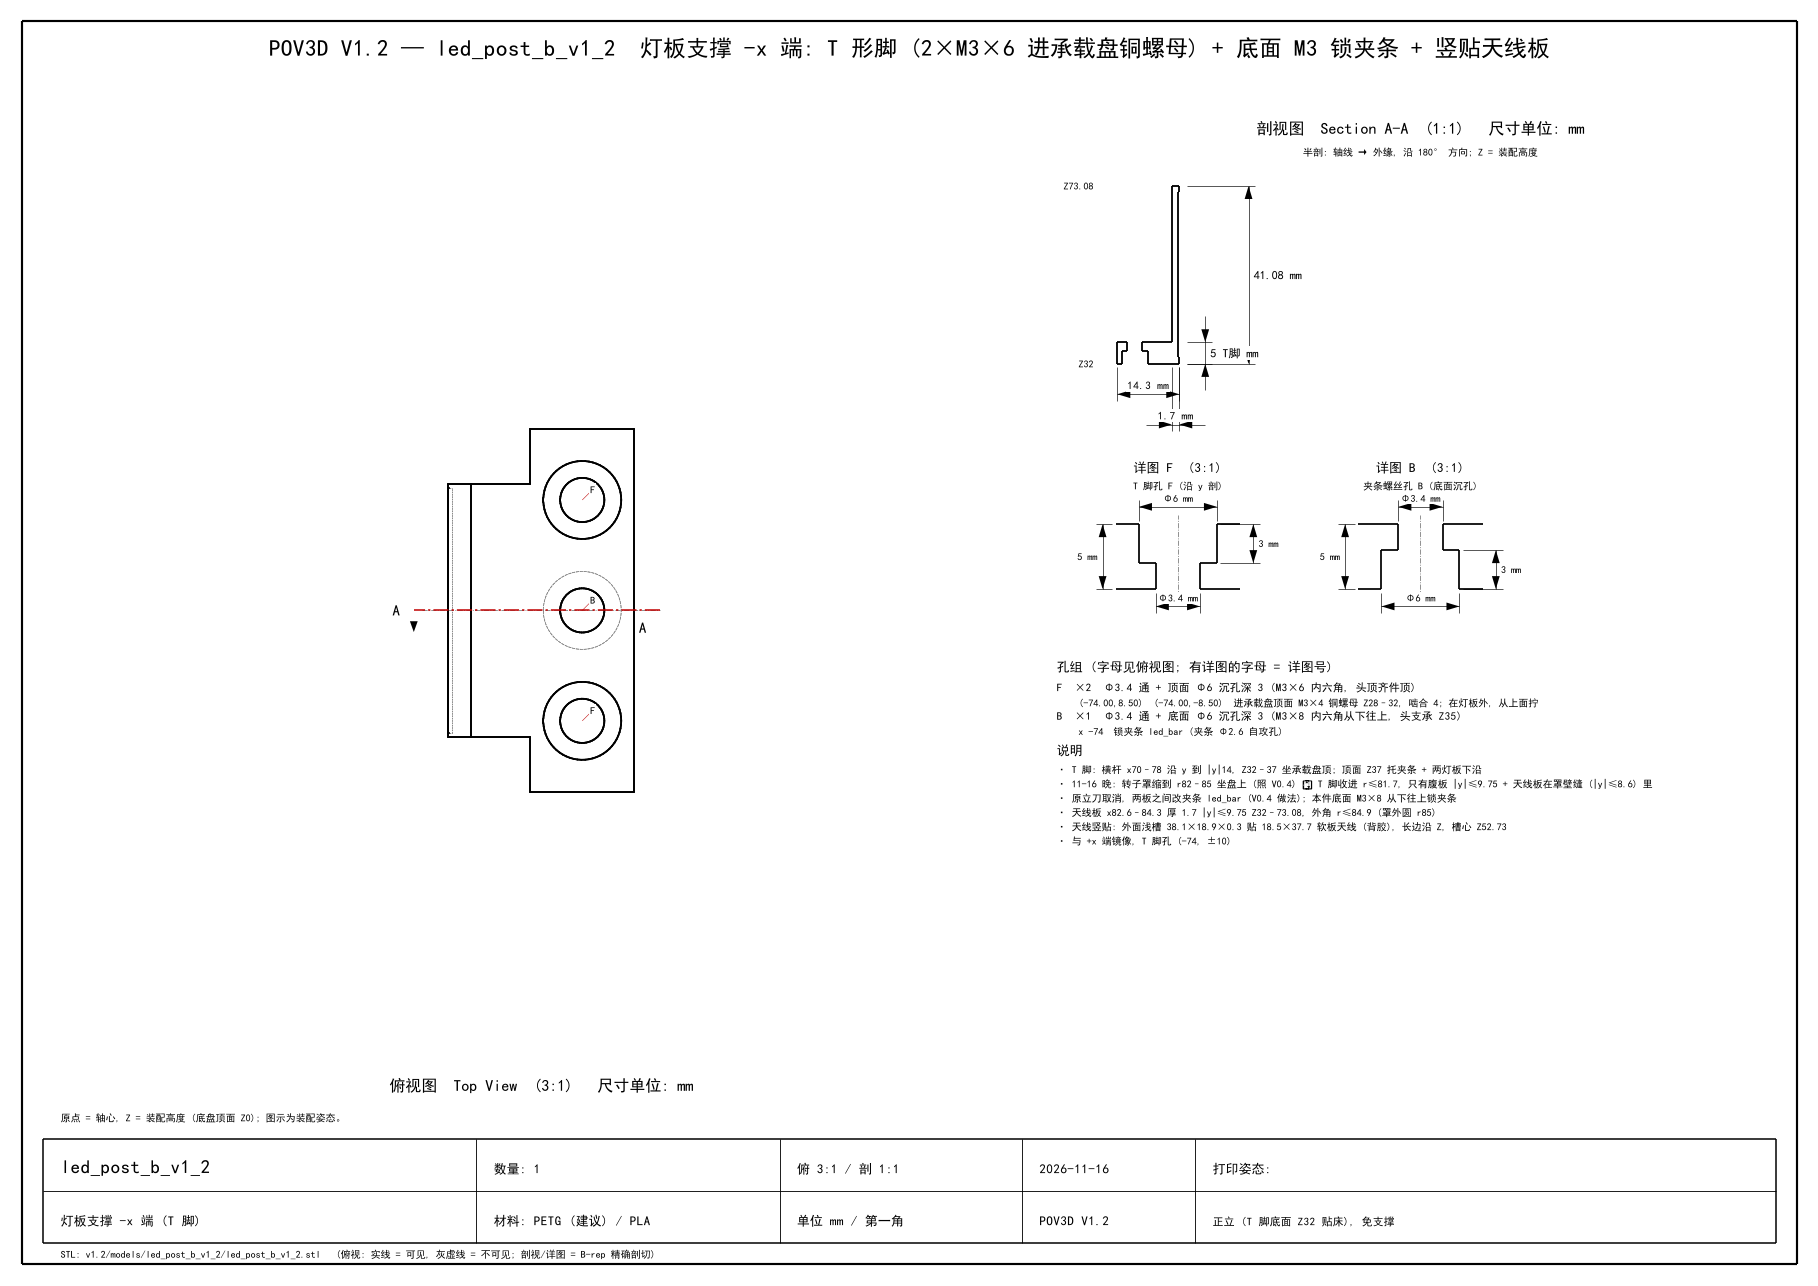 POV3D V1.2 — led_post_b_v1_2  灯板支撑 -x 端: T 形脚 (2×M3×6 进承载盘铜螺母) + 底面 M3 锁夹条 + 竖贴天线板
剖视图  Section A-A  (1:1)   尺寸单位: mm
半剖: 轴线 → 外缘, 沿 180° 方向; Z = 装配高度
Z73.08
41.08 mm
5 T脚 mm
Z32
14.3 mm
1.7 mm
详图 F  (3:1)
T 脚孔 F (沿 y 剖)
Φ6 mm
5 mm
3 mm
Φ3.4 mm
详图 B  (3:1)
夹条螺丝孔 B (底面沉孔)
Φ3.4 mm
5 mm
3 mm
Φ6 mm
F
A
B
A
F
孔组 (字母见俯视图; 有详图的字母 = 详图号)
F  ×2  Φ3.4 通 + 顶面 Φ6 沉孔深 3 (M3×6 内六角, 头顶齐件顶)
(-74.00,8.50)  (-74.00,-8.50)  进承载盘顶面 M3×4 铜螺母 Z28–32, 啮合 4; 在灯板外, 从上面拧
B  ×1  Φ3.4 通 + 底面 Φ6 沉孔深 3 (M3×8 内六角从下往上, 头支承 Z35)
x -74  锁夹条 led_bar (夹条 Φ2.6 自攻孔)
说明
· T 脚: 横杆 x70–78 沿 y 到 |y|14, Z32–37 坐承载盘顶; 顶面 Z37 托夹条 + 两灯板下沿
· 11-16 晚: 转子罩缩到 r82–85 坐盘上 (照 V0.4) T 脚收进 r≤81.7, 只有腹板 |y|≤9.75 + 天线板在罩壁缝 (|y|≤8.6) 里
· 原立刀取消, 两板之间改夹条 led_bar (V0.4 做法); 本件底面 M3×8 从下往上锁夹条
· 天线板 x82.6–84.3 厚 1.7 |y|≤9.75 Z32–73.08, 外角 r≤84.9 (罩外圆 r85)
· 天线竖贴: 外面浅槽 38.1×18.9×0.3 贴 18.5×37.7 软板天线 (背胶), 长边沿 Z, 槽心 Z52.73
· 与 +x 端镜像, T 脚孔 (-74, ±10)
俯视图  Top View  (3:1)   尺寸单位: mm
原点 = 轴心, Z = 装配高度 (底盘顶面 Z0); 图示为装配姿态。
led_post_b_v1_2
数量: 1
俯 3:1 / 剖 1:1
2026-11-16
打印姿态:
灯板支撑 -x 端 (T 脚)
材料: PETG (建议) / PLA
单位 mm / 第一角
POV3D V1.2
正立 (T 脚底面 Z32 贴床), 免支撑
STL: v1.2/models/led_post_b_v1_2/led_post_b_v1_2.stl  (俯视: 实线 = 可见, 灰虚线 = 不可见; 剖视/详图 = B-rep 精确剖切)